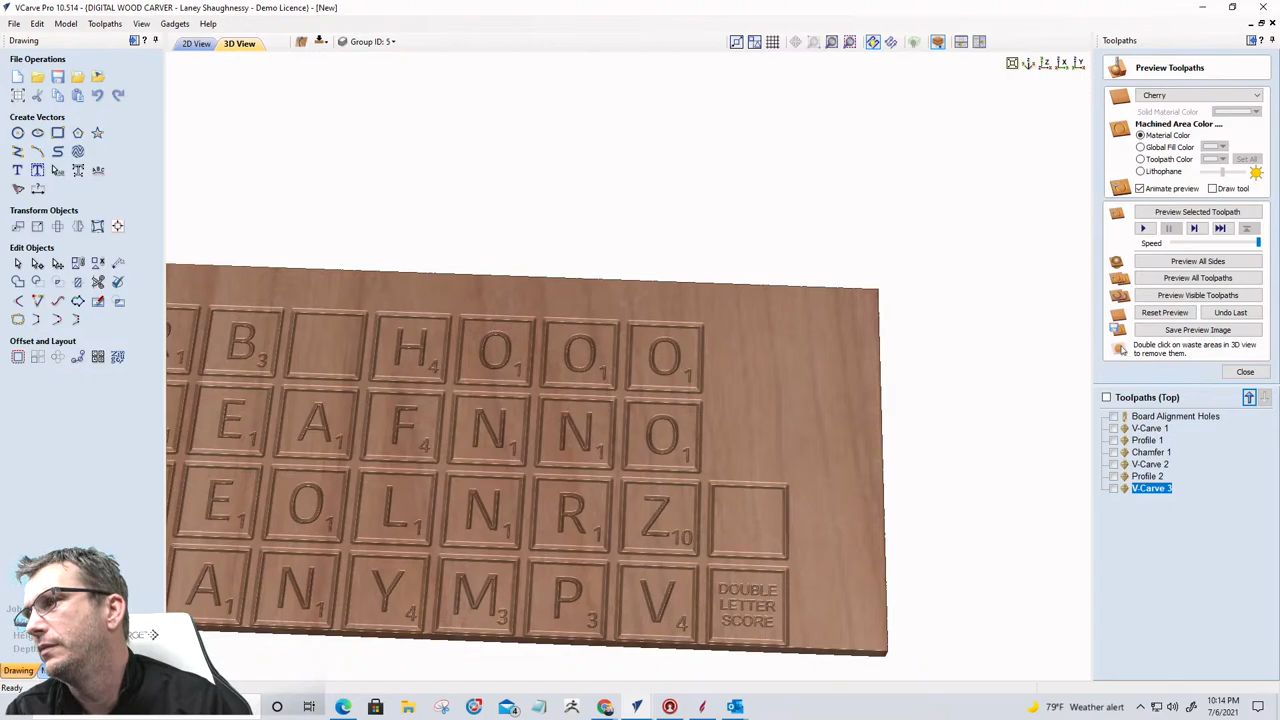 VCarve Pro 10.514 - {DIGITAL WOOD CARVER - Laney Shaughnessy - Demo Licence} - [New]
File Edit Model Toolpaths View Gadgets Help
Drawing
2D View 3D View
Group ID: 5
Toolpaths
File Operations
Create Vectors
Transform Objects
Edit Objects
Offset and Layout
Drawing
Ready
B3 H4 O1 O1 O1
E1 A1 F4 N1 N1 O1
E1 O1 L1 N1 R1 Z10
A1 N1 Y4 M3 P3 V4
DOUBLE
LETTER
SCORE
Preview Toolpaths
Cherry
Solid Material Color
Machined Area Color ....
Material Color
Global Fill Color
Toolpath Color Set All
Lithophane
Animate preview Draw tool
Preview Selected Toolpath
Speed
Preview All Sides
Preview All Toolpaths
Preview Visible Toolpaths
Reset Preview Undo Last
Save Preview Image
Double click on waste areas in 3D view
to remove them.
Close
Toolpaths (Top)
Board Alignment Holes
V-Carve 1
Profile 1
Chamfer 1
V-Carve 2
Profile 2
V-Carve 3
79°F Weather alert
10:14 PM
7/6/2021